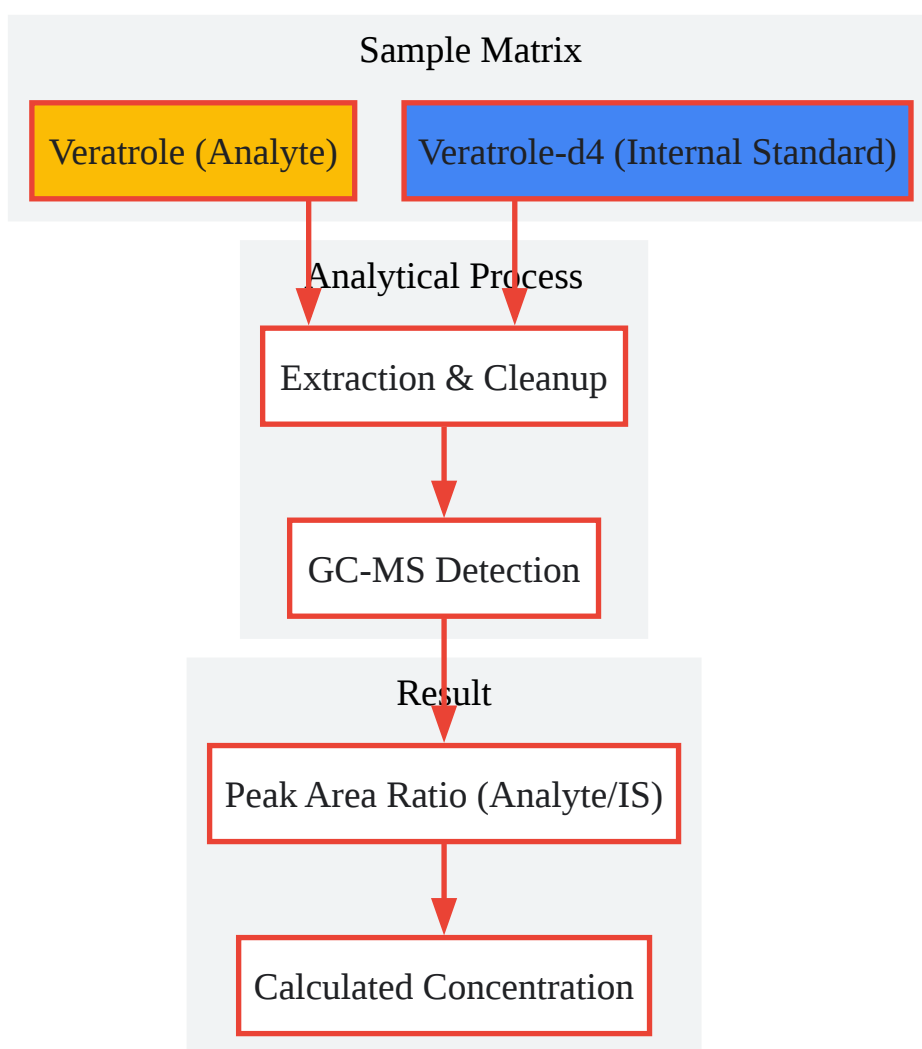 Sample Matrix
Veratrole (Analyte)
Veratrole-d4 (Internal Standard)
Analytical Process
Extraction & Cleanup
GC-MS Detection
Result
Peak Area Ratio (Analyte/IS)
Calculated Concentration